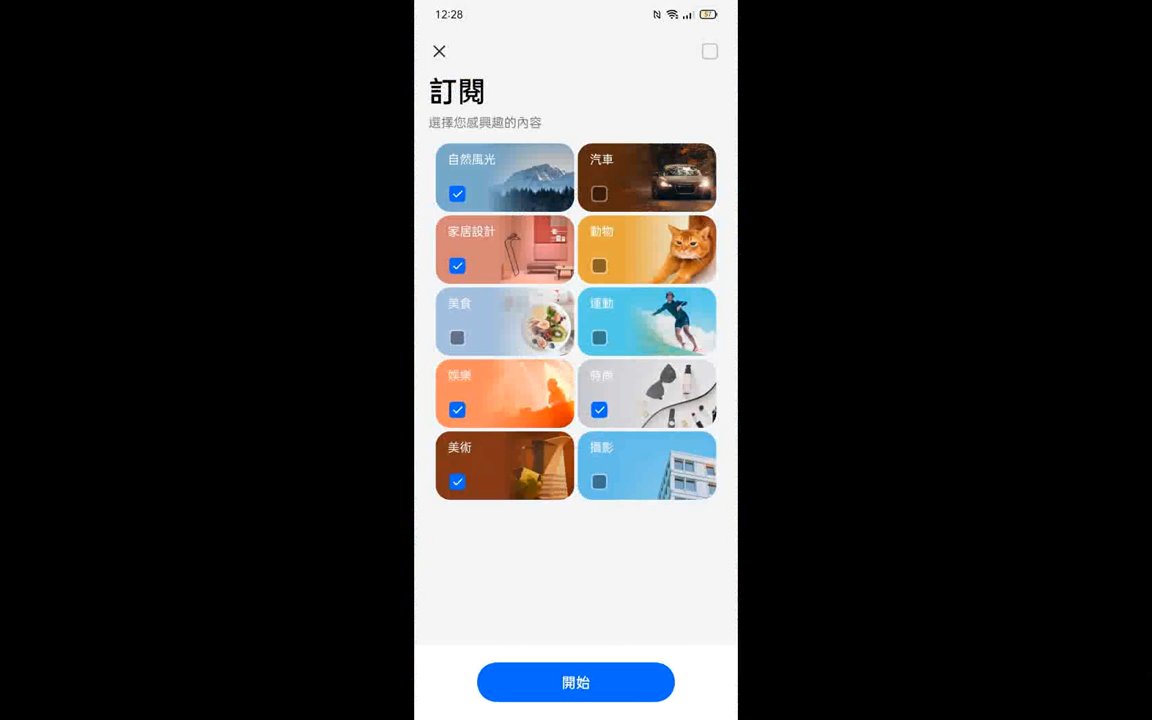 12:28
57
訂閱
選擇您感興趣的內容
自然風光
汽車
家居設計
動物
美食
運動
娛樂
時尚
美術
攝影
開始